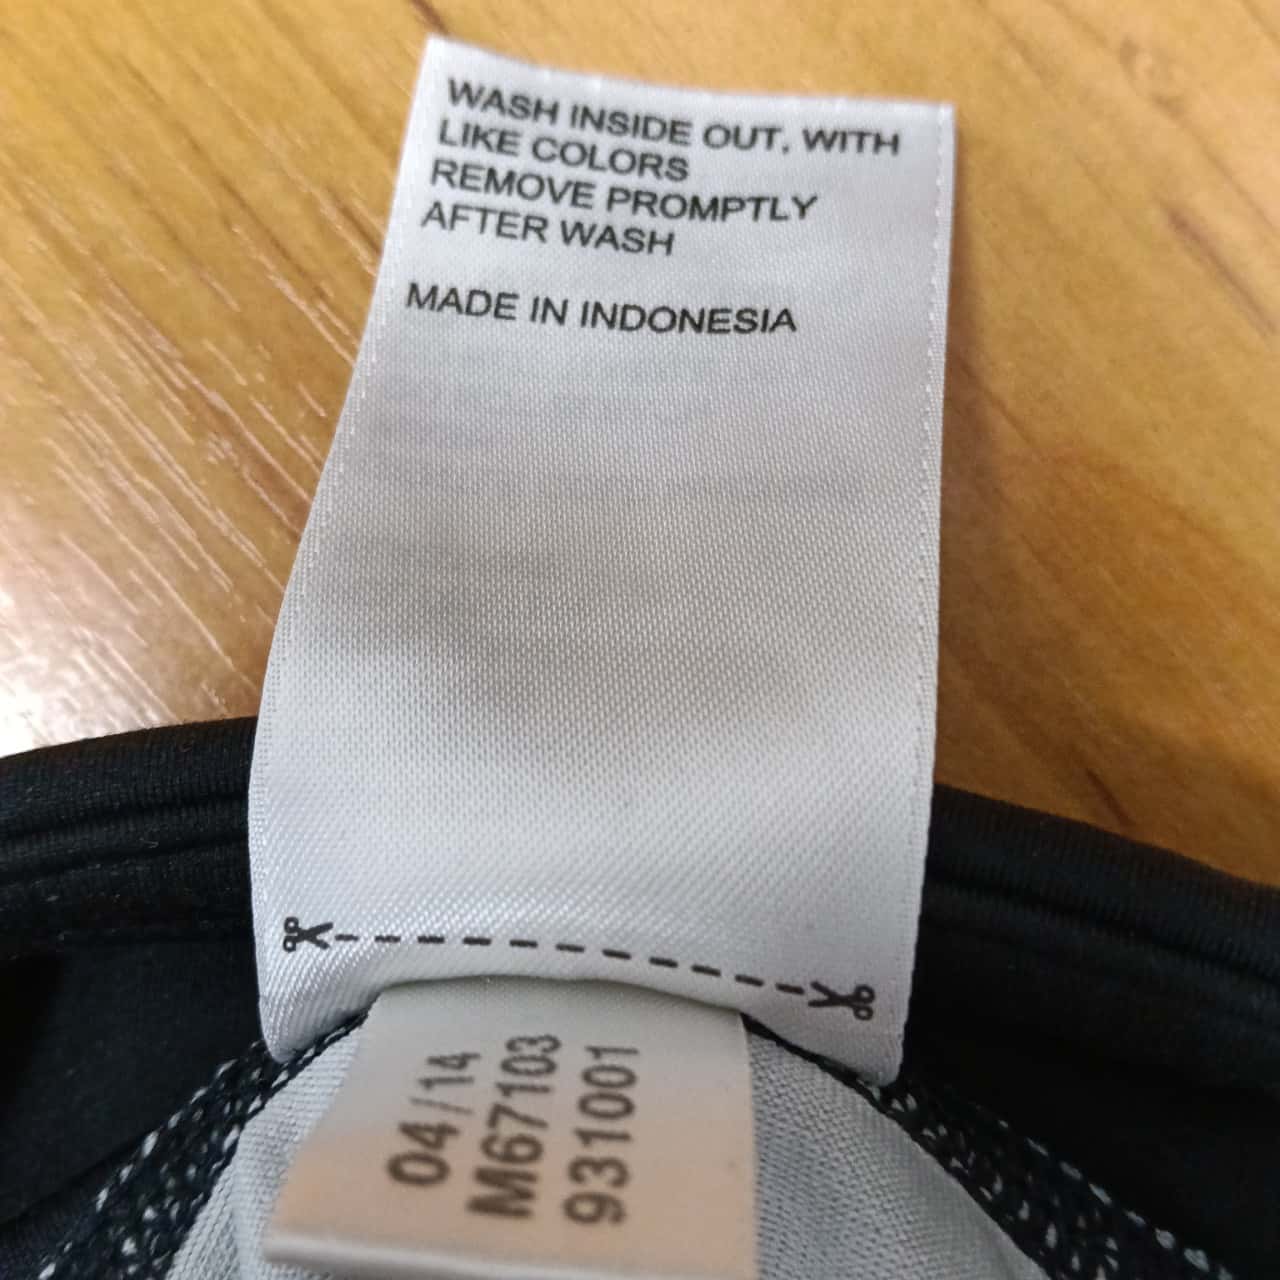 WASH INSIDE OUT, WITH
LIKE COLORS
REMOVE PROMPTLY
AFTER WASH
MADE IN INDONESIA
04/14
M67103
931001